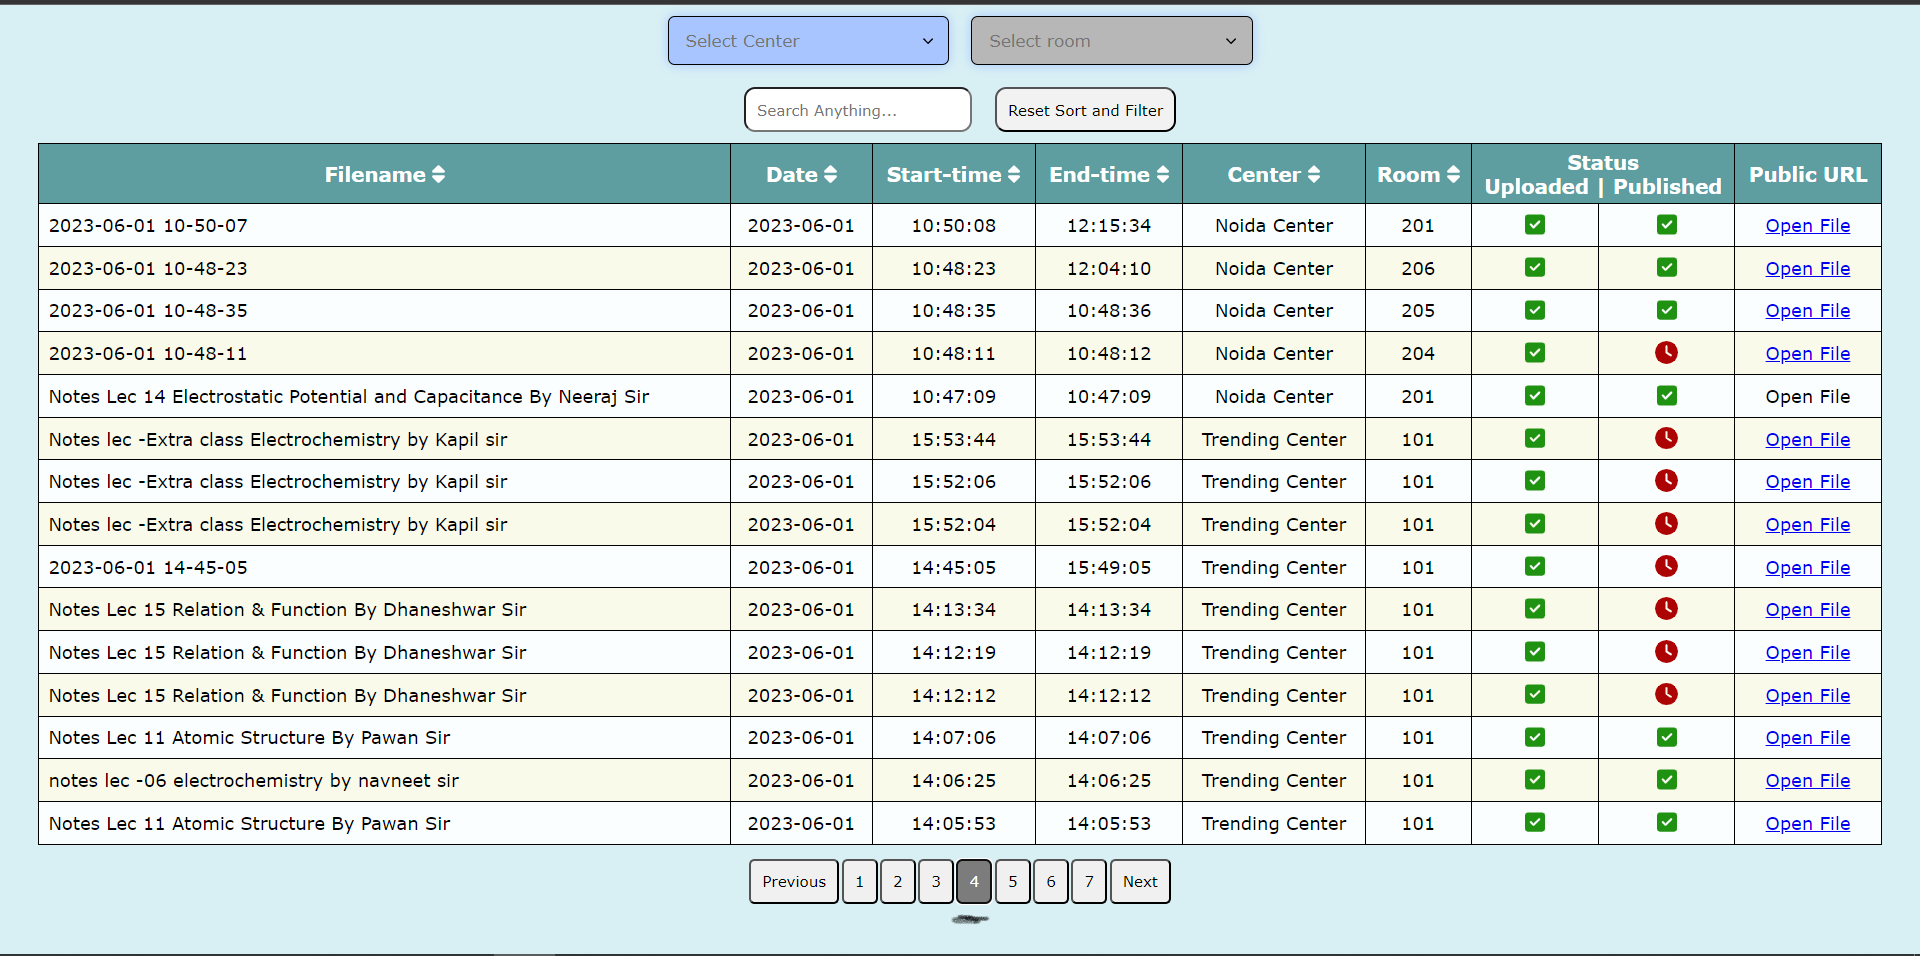 Select Center Select room
Search Anything... Reset Sort and Filter
Filename Date Start-time End-time Center Room Status Public URL
Uploaded | Published
2023-06-01 10-50-07 2023-06-01 10:50:08 12:15:34 Noida Center 201 Open File
2023-06-01 10-48-23 2023-06-01 10:48:23 12:04:10 Noida Center 206 Open File
2023-06-01 10-48-35 2023-06-01 10:48:35 10:48:36 Noida Center 205 Open File
2023-06-01 10-48-11 2023-06-01 10:48:11 10:48:12 Noida Center 204 Open File
Notes Lec 14 Electrostatic Potential and Capacitance By Neeraj Sir 2023-06-01 10:47:09 10:47:09 Noida Center 201 Open File
Notes lec -Extra class Electrochemistry by Kapil sir 2023-06-01 15:53:44 15:53:44 Trending Center 101 Open File
Notes lec -Extra class Electrochemistry by Kapil sir 2023-06-01 15:52:06 15:52:06 Trending Center 101 Open File
Notes lec -Extra class Electrochemistry by Kapil sir 2023-06-01 15:52:04 15:52:04 Trending Center 101 Open File
2023-06-01 14-45-05 2023-06-01 14:45:05 15:49:05 Trending Center 101 Open File
Notes Lec 15 Relation & Function By Dhaneshwar Sir 2023-06-01 14:13:34 14:13:34 Trending Center 101 Open File
Notes Lec 15 Relation & Function By Dhaneshwar Sir 2023-06-01 14:12:19 14:12:19 Trending Center 101 Open File
Notes Lec 15 Relation & Function By Dhaneshwar Sir 2023-06-01 14:12:12 14:12:12 Trending Center 101 Open File
Notes Lec 11 Atomic Structure By Pawan Sir 2023-06-01 14:07:06 14:07:06 Trending Center 101 Open File
notes lec -06 electrochemistry by navneet sir 2023-06-01 14:06:25 14:06:25 Trending Center 101 Open File
Notes Lec 11 Atomic Structure By Pawan Sir 2023-06-01 14:05:53 14:05:53 Trending Center 101 Open File
Previous 1 2 3 4 5 6 7 Next